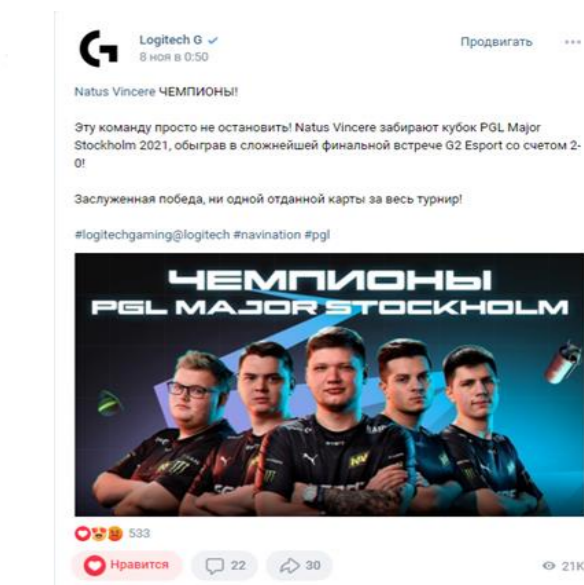 Logitech G
Продвигать
8 ноя в 0:50
Natus Vincere ЧЕМПИОНЫ!
Эту команду просто не остановить! Natus Vincere забирают кубок PGL Major
Stockholm 2021, обыграв в сложнейшей финальной встрече G2 Esport со счетом 2-
0!
Заслуженная победа, ни одной отданной карты за весь турнир!
#logitechgaming@logitech #navination #pgl
ЧЕМПИОНЫ
PGL MAJOR STOCKHOLM
533
Нравится
22
30
21K